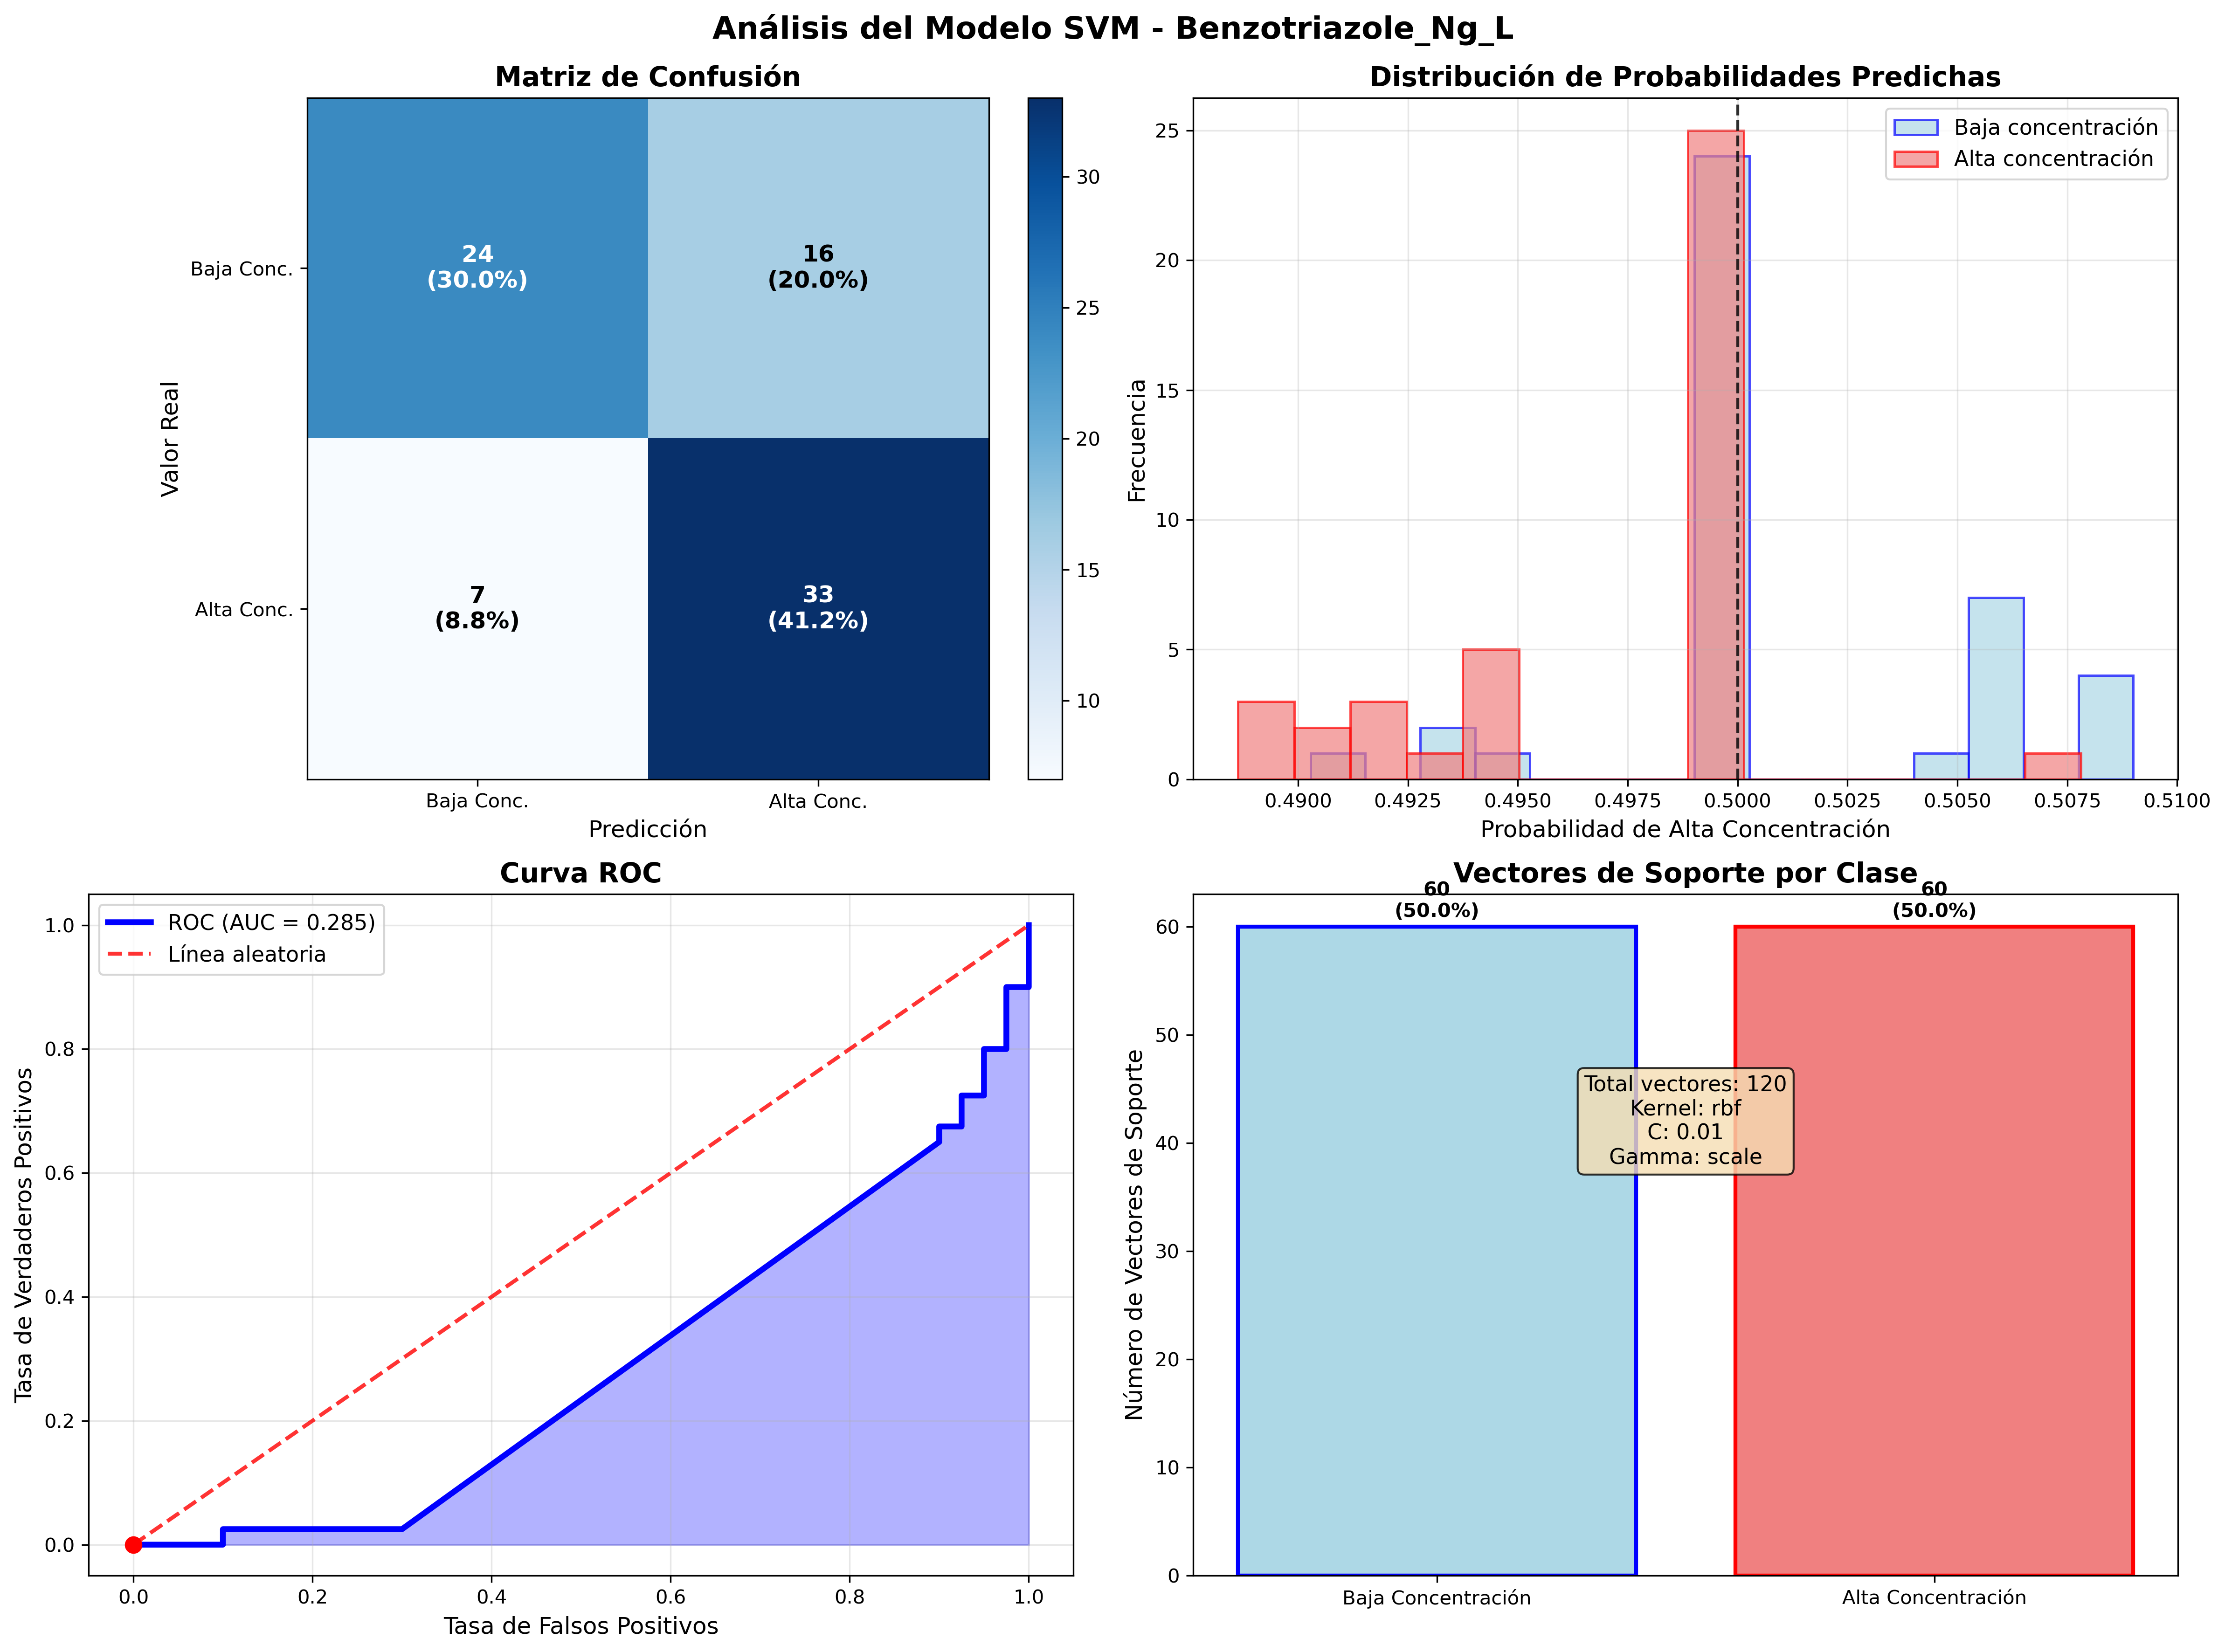 Análisis del Modelo SVM - Benzotriazole_Ng_L
Matriz de Confusión
Valor Real
Baja Conc.
Alta Conc.
24
(30.0%)
16
(20.0%)
7
(8.8%)
33
(41.2%)
Baja Conc.
Alta Conc.
Predicción
30
25
20
15
10
Distribución de Probabilidades Predichas
Baja concentración
Alta concentración
Frecuencia
25
20
15
10
5
0
0.4900
0.4925
0.4950
0.4975
0.5000
0.5025
0.5050
0.5075
0.5100
Probabilidad de Alta Concentración
Curva ROC
ROC (AUC = 0.285)
Línea aleatoria
Tasa de Verdaderos Positivos
1.0
0.8
0.6
0.4
0.2
0.0
0.0
0.2
0.4
0.6
0.8
1.0
Tasa de Falsos Positivos
Vectores de Soporte por Clase
60
(50.0%)
60
(50.0%)
Número de Vectores de Soporte
60
50
40
30
20
10
0
Total vectores: 120
Kernel: rbf
C: 0.01
Gamma: scale
Baja Concentración
Alta Concentración